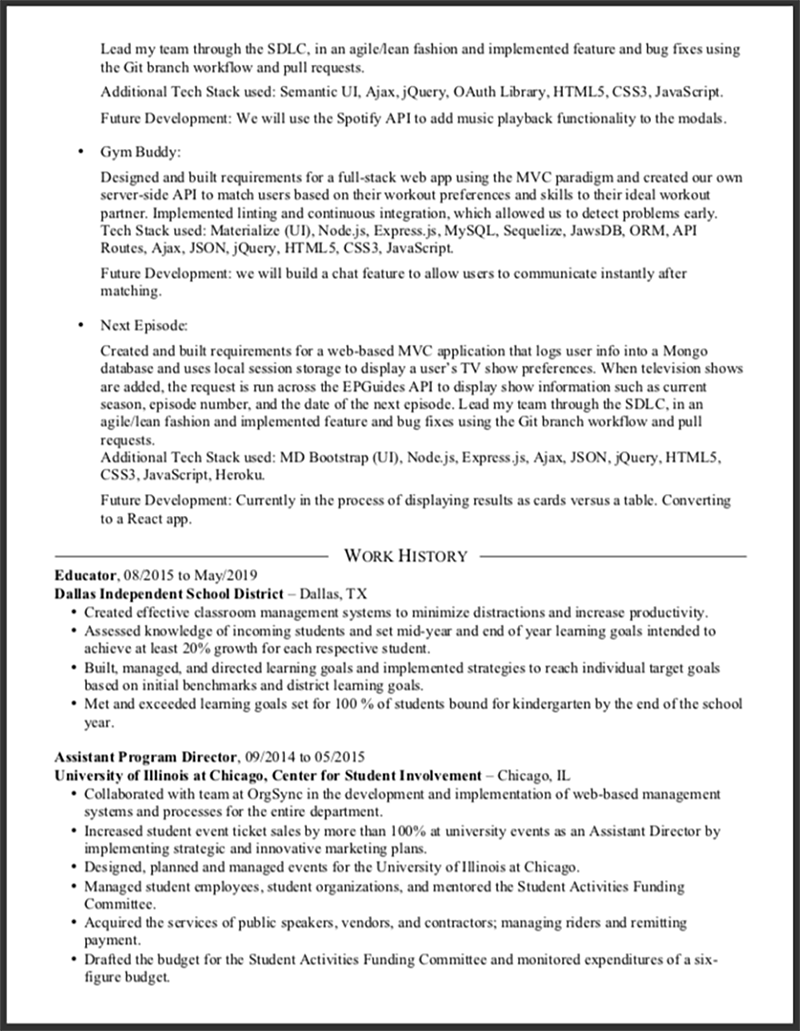 Lead my team through the SDLC, in an agile/lean fashion and implemented feature and bug fixes using
the Git branch workflow and pull requests.
Additional Tech Stack used: Semantic UI, Ajax, jQuery, OAuth Library, HTML5, CSS3, JavaScript.
Future Development: We will use the Spotify API to add music playback functionality to the modals.
• Gym Buddy:
Designed and built requirements for a full-stack web app using the MVC paradigm and created our own
server-side API to match users based on their workout preferences and skills to their ideal workout
partner. Implemented linting and continuous integration, which allowed us to detect problems early.
Tech Stack used: Materialize (UI), Node.js, Express.js, MySQL, Sequelize, JawsDB, ORM, API
Routes, Ajax, JSON, jQuery, HTML5, CSS3, JavaScript.
Future Development: we will build a chat feature to allow users to communicate instantly after
matching.
• Next Episode:
Created and built requirements for a web-based MVC application that logs user info into a Mongo
database and uses local session storage to display a user's TV show preferences. When television shows
are added, the request is run across the EPGuides API to display show information such as current
season, episode number, and the date of the next episode. Lead my team through the SDLC, in an
agile/lean fashion and implemented feature and bug fixes using the Git branch workflow and pull
requests.
Additional Tech Stack used: MD Bootstrap (UI), Node.js, Express.js, Ajax, JSON, jQuery, HTML5,
CSS3, JavaScript, Heroku.
Future Development: Currently in the process of displaying results as cards versus a table. Converting
to a React app.
WORK HISTORY
Educator, 08/2015 to May/2019
Dallas Independent School District – Dallas, TX
• Created effective classroom management systems to minimize distractions and increase productivity.
• Assessed knowledge of incoming students and set mid-year and end of year learning goals intended to
achieve at least 20% growth for each respective student.
• Built, managed, and directed learning goals and implemented strategies to reach individual target goals
based on initial benchmarks and district learning goals.
• Met and exceeded learning goals set for 100 % of students bound for kindergarten by the end of the school
year.
Assistant Program Director, 09/2014 to 05/2015
University of Illinois at Chicago, Center for Student Involvement – Chicago, IL
• Collaborated with team at OrgSync in the development and implementation of web-based management
systems and processes for the entire department.
• Increased student event ticket sales by more than 100% at university events as an Assistant Director by
implementing strategic and innovative marketing plans.
• Designed, planned and managed events for the University of Illinois at Chicago.
• Managed student employees, student organizations, and mentored the Student Activities Funding
Committee.
• Acquired the services of public speakers, vendors, and contractors; managing riders and remitting
payment.
• Drafted the budget for the Student Activities Funding Committee and monitored expenditures of a six-
figure budget.